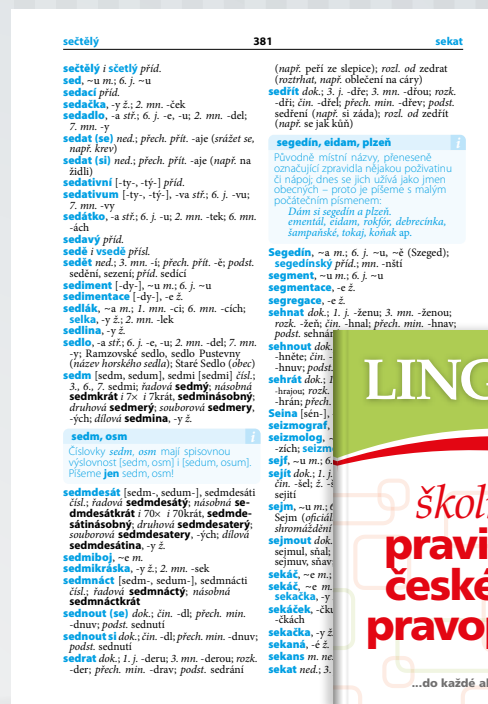 sečtělý
381
sekat
sečtělý i sčetlý příd.
sed, ~u m.; 6. j. ~u
sedací příd.
sedačka, -y ž.; 2. mn. -ček
sedadlo, -a stř.; 6. j. -e, -u; 2. mn. -del;
7. mn. -y
sedat (se) ned.; přech. přít. -aje (srážet se,
např. krev)
sedat (si) ned.; přech. přít. -aje (např. na
židli)
sedativní [-ty-, -tý-] příd.
sedativum [-ty-, -tý-], -va stř.; 6. j. -vu;
7. mn. -vy
sedátko, -a stř.; 6. j. -u; 2. mn. -tek; 6. mn.
-ách
sedavý příd.
sedě i vsedě přísl.
sedět ned.; 3. mn. -í; přech. přít. -ě; podst.
sedění, sezení; příd. sedící
sediment [-dy-], ~u m.; 6. j. ~u
sedimentace [-dy-], -e ž.
sedlák, ~a m.; 1. mn. -ci; 6. mn. -cích;
selka, -y ž.; 2. mn. -lek
sedlina, -y ž.
sedlo, -a stř.; 6. j. -e, -u; 2. mn. -del; 7. mn.
-y; Ramzovské sedlo, sedlo Pustevny
(název horského sedla); Staré Sedlo (obec)
sedm [sedm, sedum], sedmi [sedmi] čísl.;
3., 6., 7. sedmi; řadová sedmý; násobná
sedmkrát i 7× i 7krát, sedminásobný;
druhová sedmerý; souborová sedmery,
-ých; dílová sedmina, -y ž.
sedm, osm
Číslovky sedm, osm mají spisovnou
výslovnost [sedm, osm] i [sedum, osum].
Píšeme jen sedm, osm!
sedmdesát [sedm-, sedum-], sedmdesáti
čísl.; řadová sedmdesátý; násobná se-
dmdesátkrát i 70× i 70krát, sedmde-
sátinásobný; druhová sedmdesaterý;
souborová sedmdesatery, -ých; dílová
sedmdesátina, -y ž.
sedmiboj, ~e m.
sedmikráska, -y ž.; 2. mn. -sek
sedmnáct [sedm-, sedum-], sedmnácti
čísl.; řadová sedmnáctý; násobná
sedmnáctkrát
sednout (se) dok.; čin. -dl; přech. min.
-dnuv; podst. sednutí
sednout si dok.; čin. -dl; přech. min. -dnuv;
podst. sednutí
sedrat dok.; 1. j. -deru; 3. mn. -derou; rozk.
-der; přech. min. -drav; podst. sedrání
(např. peří ze slepice); rozl. od zedrat
(roztrhat, např. oblečení na cáry)
sedřít dok.; 3. j. -dře; 3. mn. -dřou; rozk.
-dři; čin. -dřel; přech. min. -dřev; podst.
sedření (např. si záda); rozl. od zedřít
(např. se jak kůň)
segedín, eidam, plzeň
Původně místní názvy, přeneseně
označující zpravidla nějakou poživatinu
či nápoj; dnes se jich užívá jako jmen
obecných – proto je píšeme s malým
počátečním písmenem:
Dám si segedín a plzeň.
ementál, eidam, rokfór, debrecínka,
šampaňské, tokaj, koňak ap.
Segedín, ~a m.; 6. j. ~u, ~ě (Szeged);
segedínský příd.; mn. -nští
segment, ~u m.; 6. j. ~u
segmentace, -e ž.
segregace, -e ž.
sehnat dok.; 1. j. -ženu; 3. mn. -ženou;
rozk. -žeň; čin. -hnal; přech. min. -hnav;
podst. sehnán
sehnout dok.
-hněte; čin. -
-hnuv; podst.
sehrát dok.; 1
-hrajou; rozk.
-hrán; přech.
Seina [sén-],
seizmograf,
seizmolog, ~
-zích; seizm
sejf, ~u m.; 6.
sejít dok.; 1. j.
čin. -šel; ž. -š
sejití
sejm, ~u m.; 6
Sejm (oficiál
shromáždění
sejmout dok.
sejmul, sňal;
sejmuv, sňav
sekáč, ~e m.;
sekáč, ~e m.
sekačka, -y
sekáček, -čku
-čkách
sekačka, -y ž
sekaná, -é ž.
sekans m. ne
sekat ned.; 3.
LING
škol
pravi
české
pravop
...do každé a